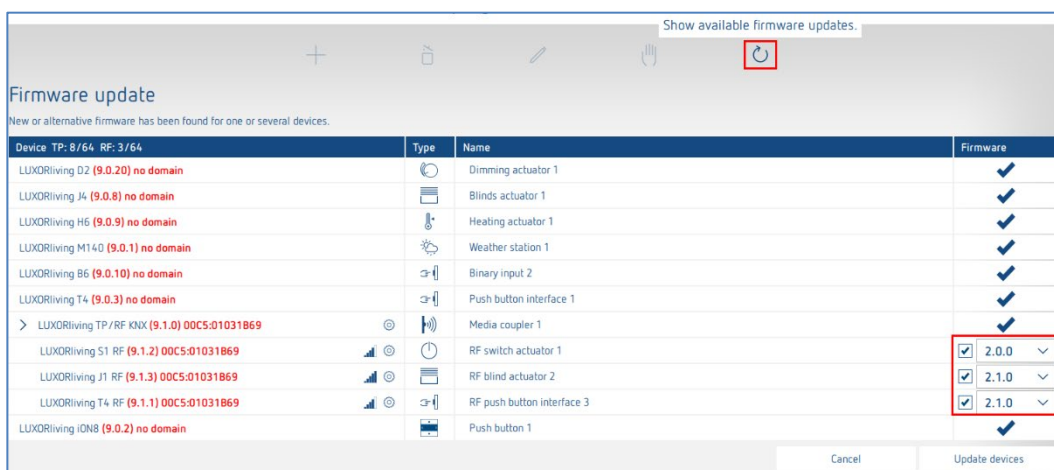 Show available firmware updates.
Firmware update
New or alternative firmware has been found for one or several devices.
Device TP: 8/64 RF: 3/64 Type Name Firmware
LUXORliving D2 (9.0.20) no domain Dimming actuator 1
LUXORliving J4 (9.0.8) no domain Blinds actuator 1
LUXORliving H6 (9.0.9) no domain Heating actuator 1
LUXORliving M140 (9.0.1) no domain Weather station 1
LUXORliving B6 (9.0.10) no domain Binary input 2
LUXORliving T4 (9.0.3) no domain Push button interface 1
LUXORliving TP/RF KNX (9.1.0) 00C5:01031B69 Media coupler 1
LUXORliving S1 RF (9.1.2) 00C5:01031B69 RF switch actuator 1 2.0.0
LUXORliving J1 RF (9.1.3) 00C5:01031B69 RF blind actuator 2 2.1.0
LUXORliving T4 RF (9.1.1) 00C5:01031B69 RF push button interface 3 2.1.0
LUXORliving iON8 (9.0.2) no domain Push button 1
Cancel Update devices